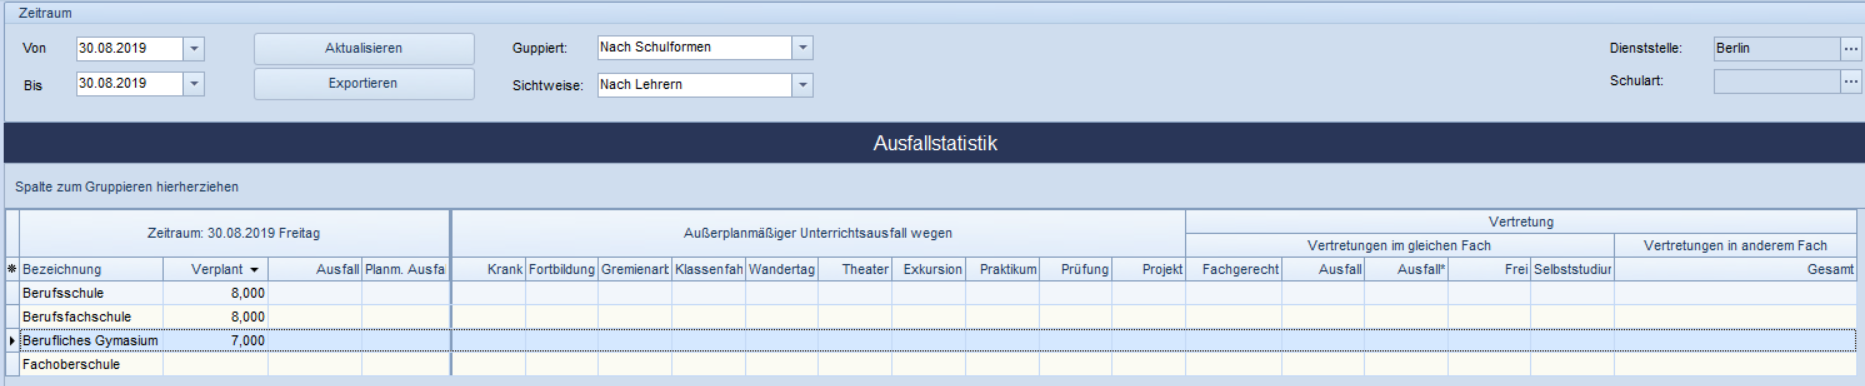 Zeitraum
Von 30.08.2019 Aktualisieren Guppiert: Nach Schulformen Dienststelle: Berlin ...
Bis 30.08.2019 Exportieren Sichtweise: Nach Lehrern Schulart: ...
Ausfallstatistik
Spalte zum Gruppieren hierherziehen
Zeitraum: 30.08.2019 Freitag Außerplanmäßiger Unterrichtsausfall wegen Vertretung
Vertretungen im gleichen Fach Vertretungen in anderem Fach
Bezeichnung Verplant Ausfall Planm. Ausfa Krank Fortbildung Gremienart Klassenfah Wandertag Theater Exkursion Praktikum Prüfung Projekt Fachgerecht Ausfall Ausfall* Frei Selbststudiur Gesamt
Berufsschule 8,000
Berufsfachschule 8,000
Berufliches Gymasium 7,000
Fachoberschule